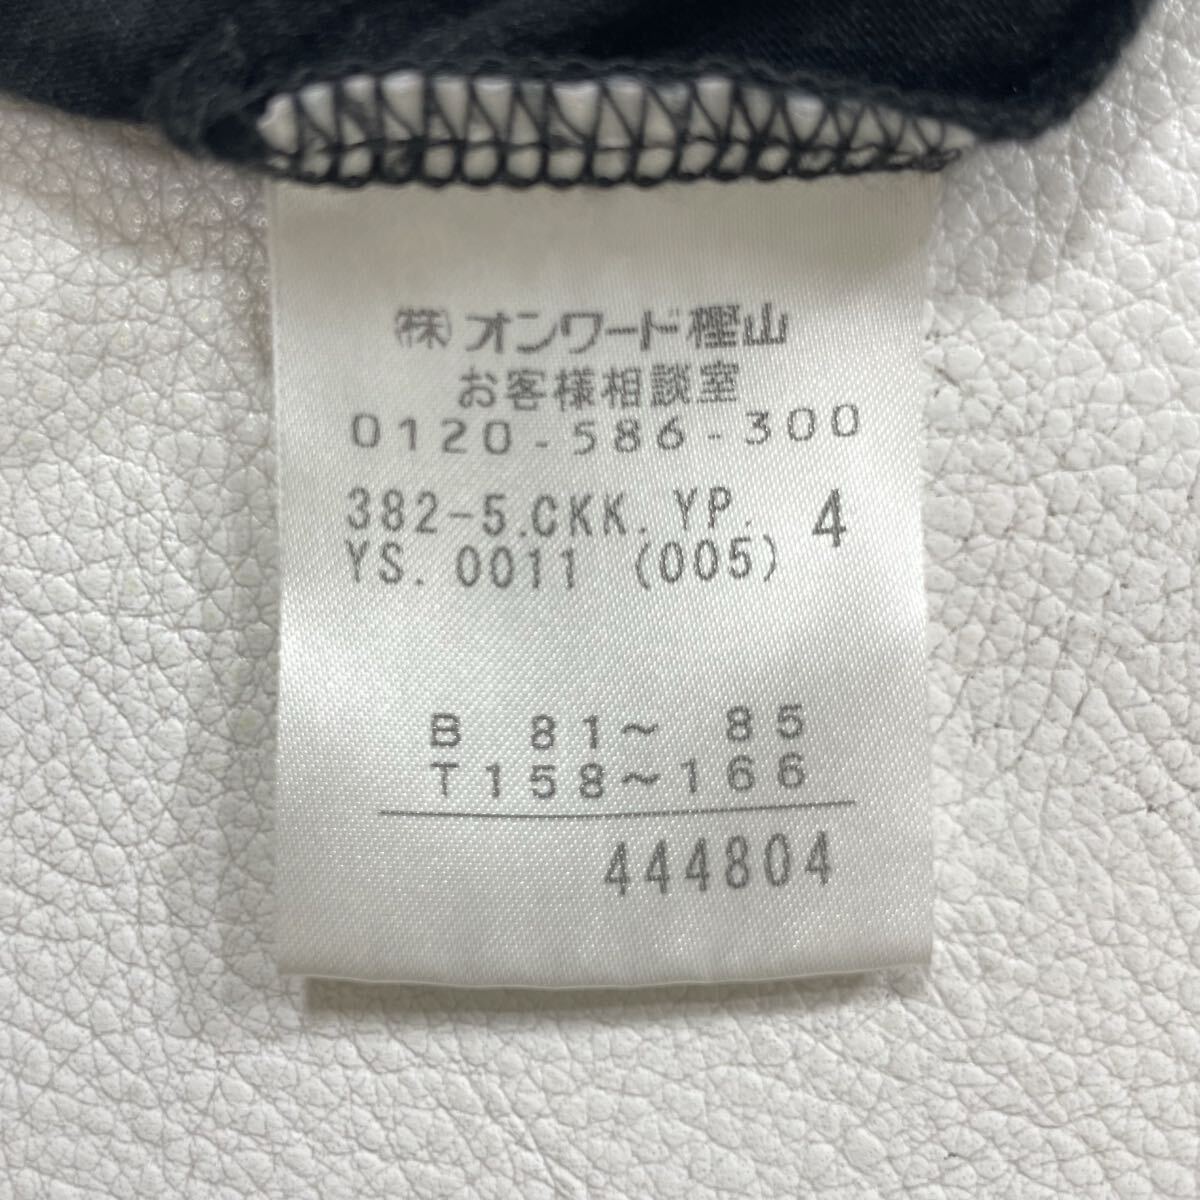 ㈱オンワード樫山
お客様相談室
0120-586-300
382-5.CKK.YP. 4
YS.0011 (005)
B 81〜 85
T158〜166
444804